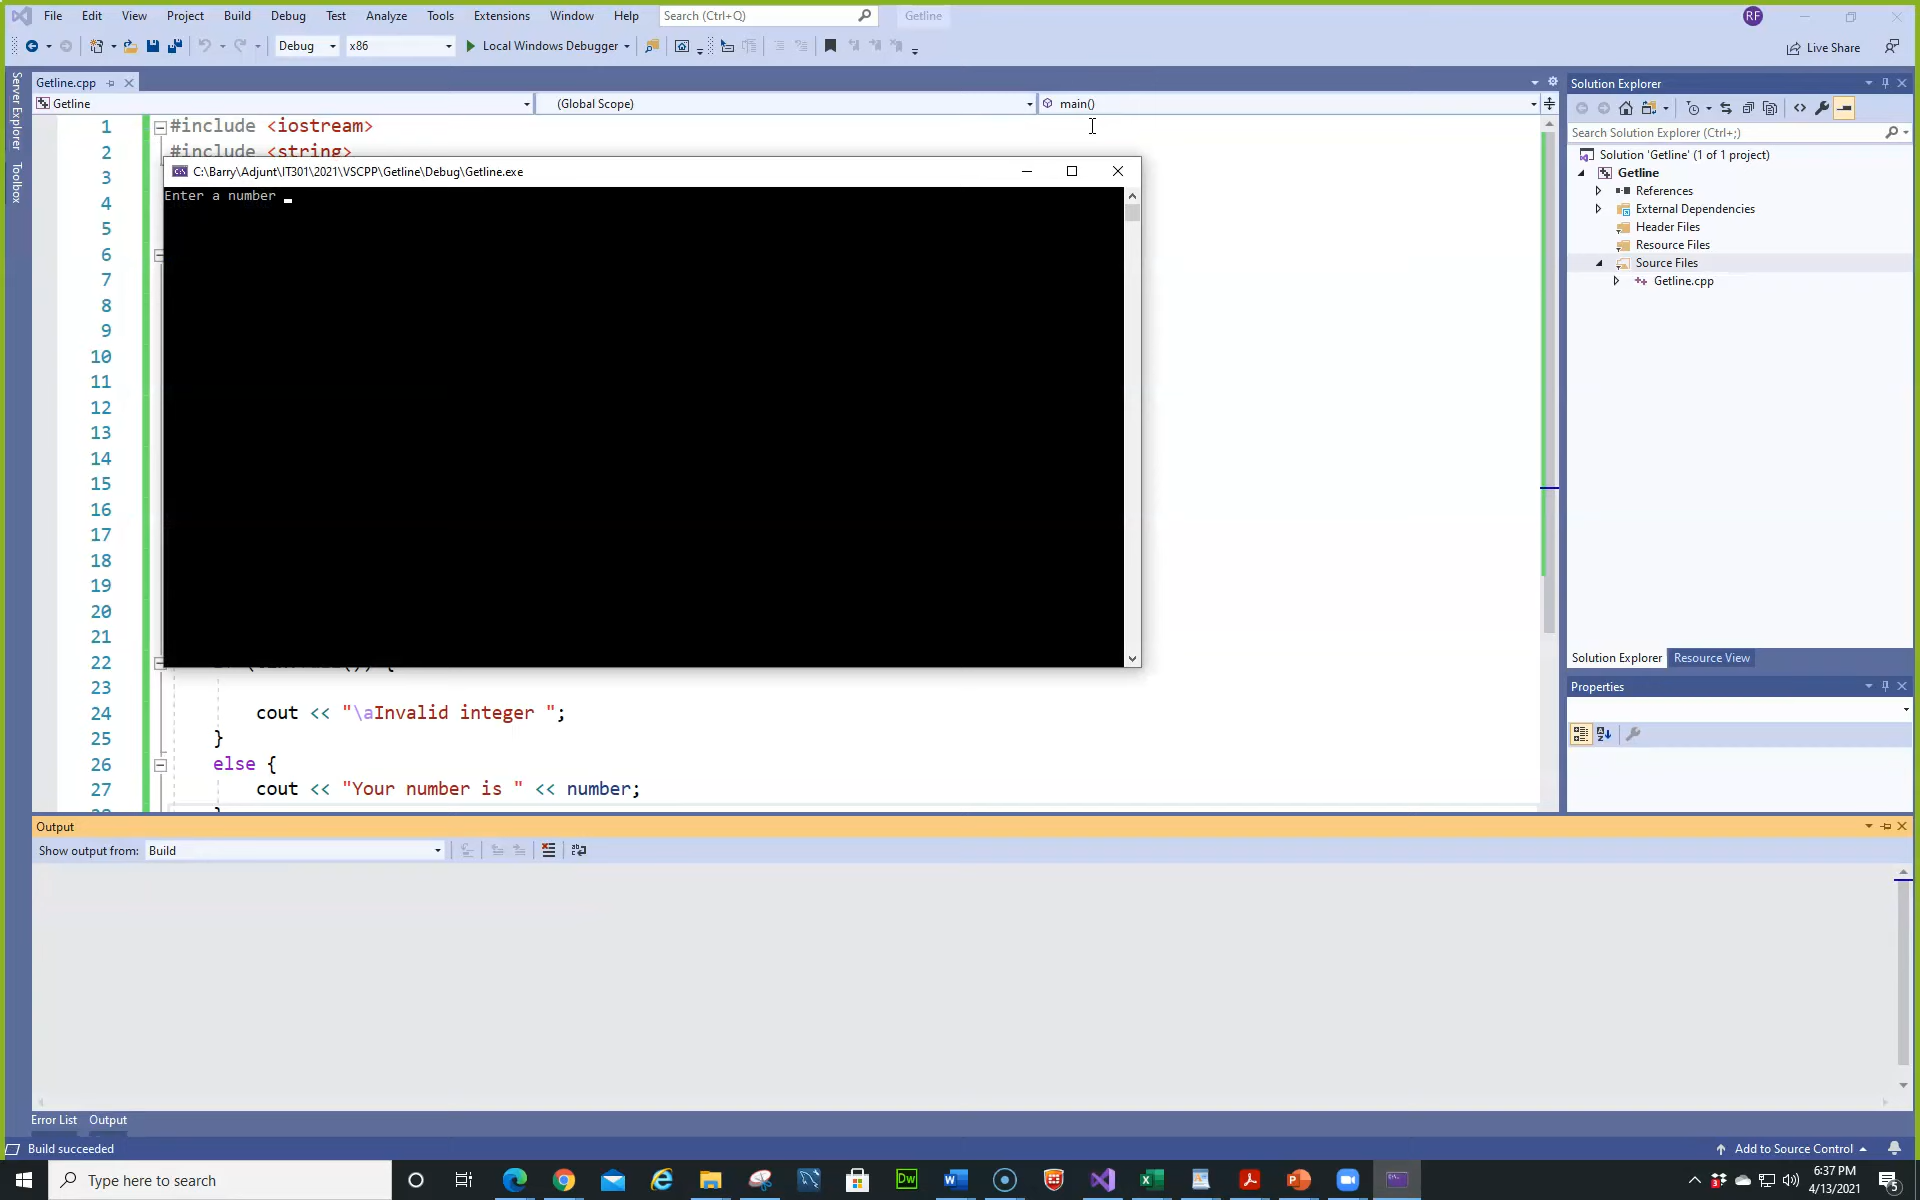 File Edit View Project Build Debug Test Analyze Tools Extensions Window Help Search (Ctrl+Q) Getline RF
Debug x86 Local Windows Debugger Live Share
Server Explorer
Toolbox
Getline.cpp
Getline (Global Scope) main()
1 #include <iostream>
2 #include <string>
3
4
5
6
7
8
9
10
11
12
13
14
15
16
17
18
19
20
21
22
23
24 cout << "\aInvalid integer ";
25 }
26 else {
27 cout << "Your number is " << number;
C:\Barry\Adjunt\IT301\2021\VSCPP\Getline\Debug\Getline.exe
Enter a number
Solution Explorer
Search Solution Explorer (Ctrl+;)
Solution 'Getline' (1 of 1 project)
Getline
References
External Dependencies
Header Files
Resource Files
Source Files
Getline.cpp
Solution Explorer Resource View
Properties
Output
Show output from: Build
Error List Output
Build succeeded Add to Source Control
Type here to search
6:37 PM
4/13/2021